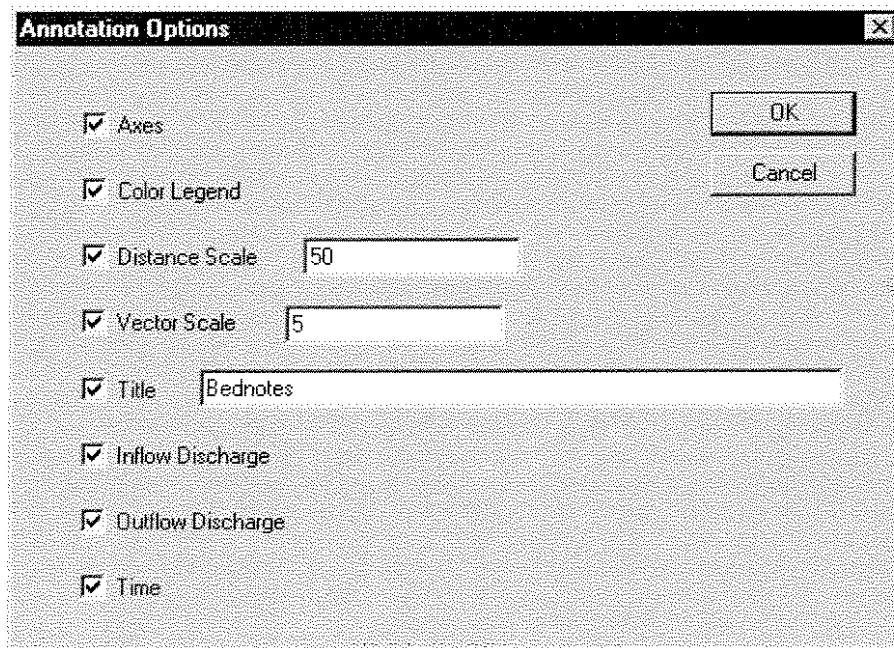 Annotation Options
Axes
OK
Color Legend
Cancel
Distance Scale 50
Vector Scale 5
Title Bednotes
Inflow Discharge
Outflow Discharge
Time